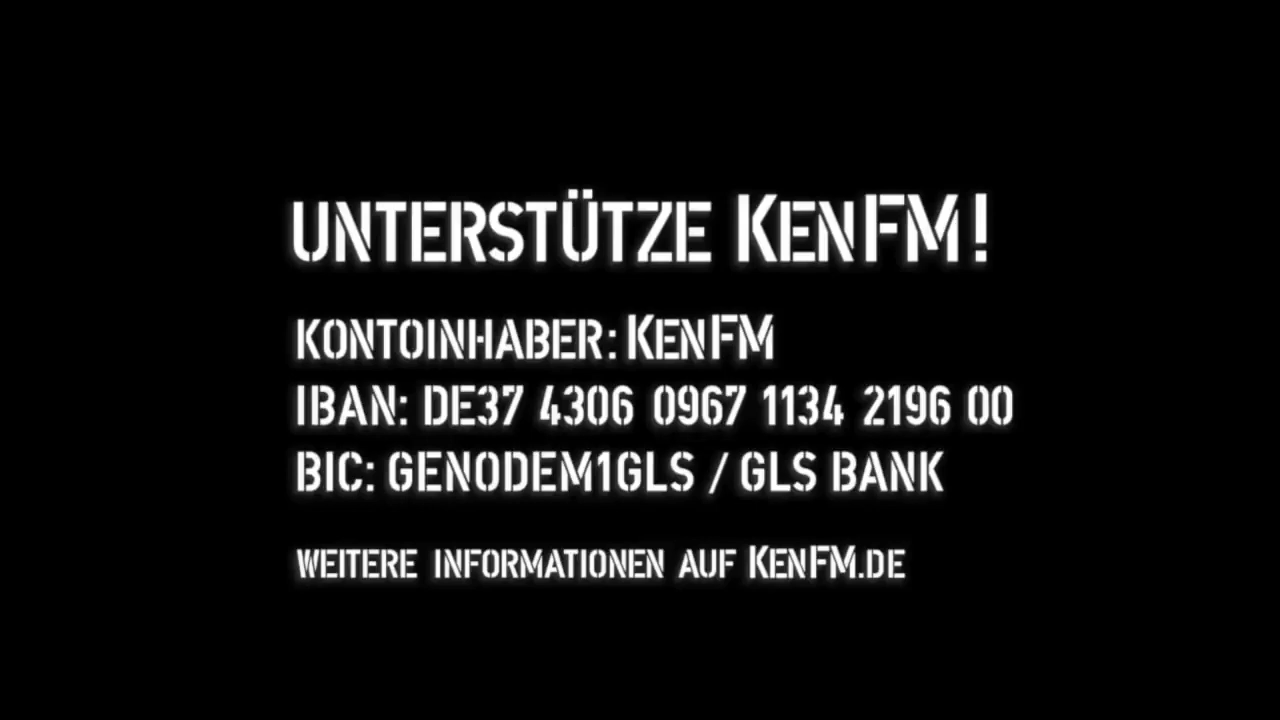 UNTERSTÜTZE KENFM!
KONTOINHABER: KENFM
IBAN: DE37 4306 0967 1134 2196 00
BIC: GENODEM1GLS / GLS BANK
WEITERE INFORMATIONEN AUF KENFM.DE